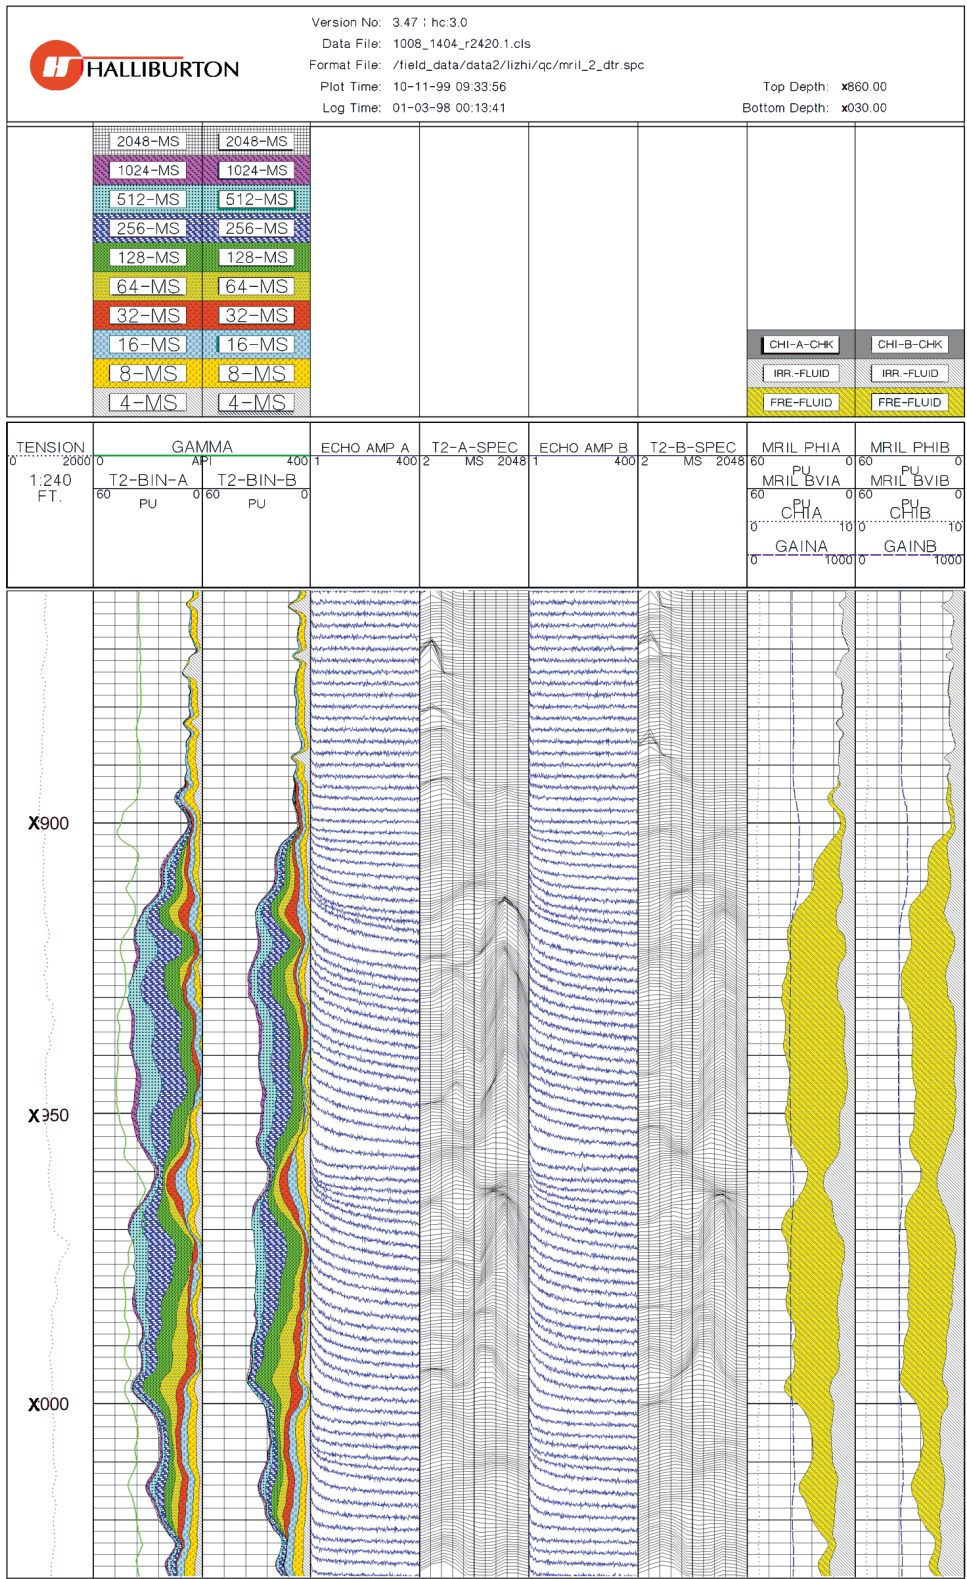 HALLIBURTON
Version No: 3.47 ; hc:3.0
Data File: 1008_1404_r2420.1.cls
Format File: /field_data/data2/lizhi/qc/mril_2_dtr.spc
Plot Time: 10-11-99 09:33:56
Log Time: 01-03-98 00:13:41
Top Depth: x860.00
Bottom Depth: x030.00
2048-MS 2048-MS
1024-MS 1024-MS
512-MS 512-MS
256-MS 256-MS
128-MS 128-MS
64-MS 64-MS
32-MS 32-MS
16-MS 16-MS CHI-A-CHK CHI-B-CHK
8-MS 8-MS IRR.-FLUID IRR.-FLUID
4-MS 4-MS FRE-FLUID FRE-FLUID
TENSION GAMMA ECHO AMP A T2-A-SPEC ECHO AMP B T2-B-SPEC MRIL PHIA MRIL PHIB
0 2000 0 API 400 1 400 2 MS 2048 1 400 2 MS 2048 60 PU 0 60 PU 0
1:240 T2-BIN-A T2-BIN-B MRIL BVIA MRIL BVIB
FT. 60 PU 0 60 PU 0 60 PU 0 60 PU 0
CHIA CHIB
0 10 0 10
GAINA GAINB
0 1000 0 1000
X900
X950
X000